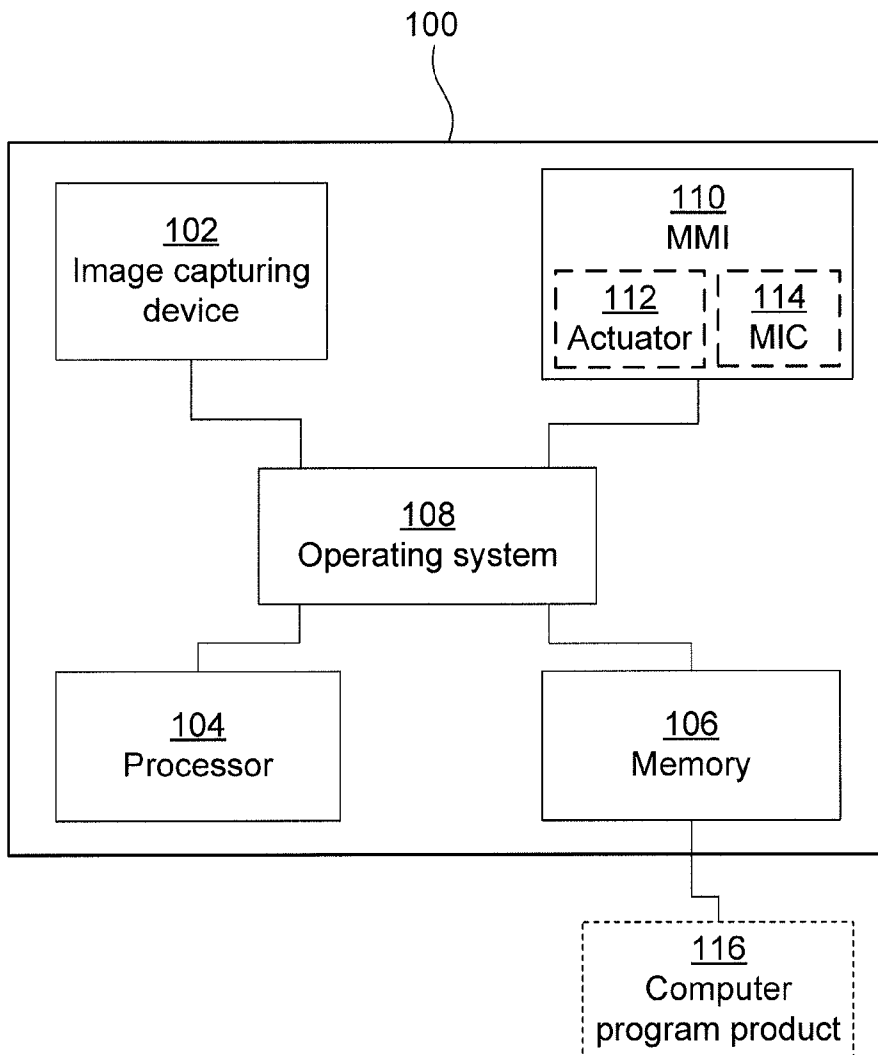 100
102
Image capturing
device
110
MMI
112
Actuator
114
MIC
108
Operating system
104
Processor
106
Memory
116
Computer
program product